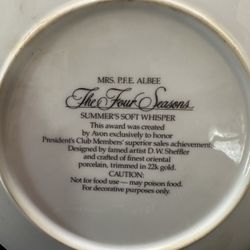 MRS. P.F.E. ALBEE
The Four Seasons
SUMMER'S SOFT WHISPER
This award was created
by Avon exclusively to honor
President's Club Members' superior sales achievement.
Designed by famed artist D.W. Sheffler
and crafted of finest oriental
porcelain, trimmed in 22k gold.
CAUTION:
Not for food use — may poison food.
For decorative purposes only.